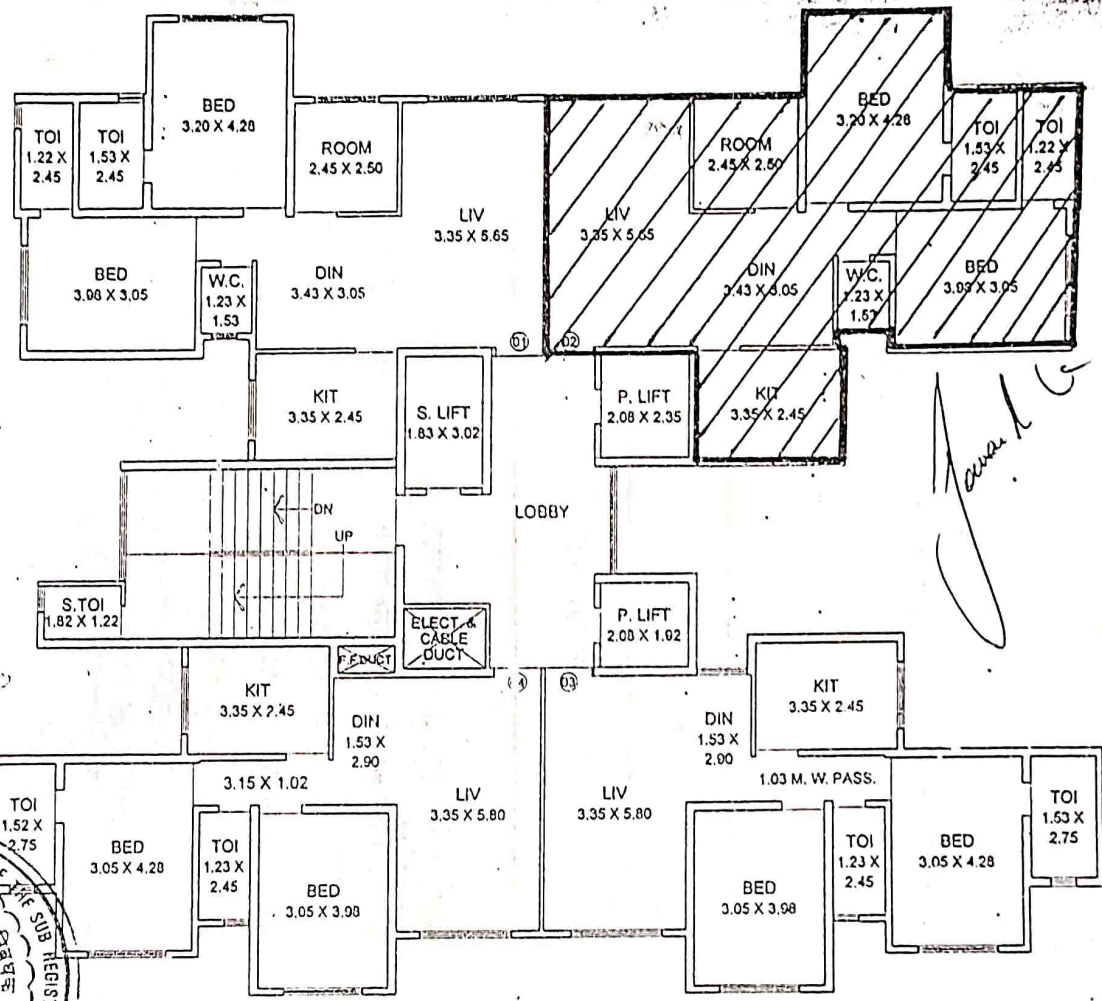 BED
3.20 X 4.28
TOI
1.22 X
2.45
TOI
1.53 X
2.45
ROOM
2.45 X 2.50
LIV
3.35 X 5.65
BED
3.98 X 3.05
W.C.
1.23 X
1.53
DIN
3.43 X 3.05
01
BED
3.20 X 4.28
ROOM
2.45 X 2.50
TOI
1.53 X
2.45
TOI
1.22 X
2.45
LIV
3.35 X 5.65
DIN
3.43 X 3.05
W.C.
1.23 X
1.53
BED
3.98 X 3.05
02
KIT
3.35 X 2.45
S. LIFT
1.83 X 3.02
P. LIFT
2.08 X 2.35
KIT
3.35 X 2.45
DN
UP
LOBBY
S.TOI
1.82 X 1.22
ELECT. &
CABLE
DUCT
F.F.DUCT
P. LIFT
2.08 X 1.92
04
03
KIT
3.35 X 2.45
DIN
1.53 X
2.90
3.15 X 1.02
LIV
3.35 X 5.80
TOI
1.52 X
2.75
BED
3.05 X 4.28
TOI
1.23 X
2.45
BED
3.05 X 3.98
KIT
3.35 X 2.45
DIN
1.53 X
2.90
1.03 M. W. PASS.
LIV
3.35 X 5.80
BED
3.05 X 3.98
TOI
1.23 X
2.45
BED
3.05 X 4.28
TOI
1.53 X
2.75
THE SUB REGIS